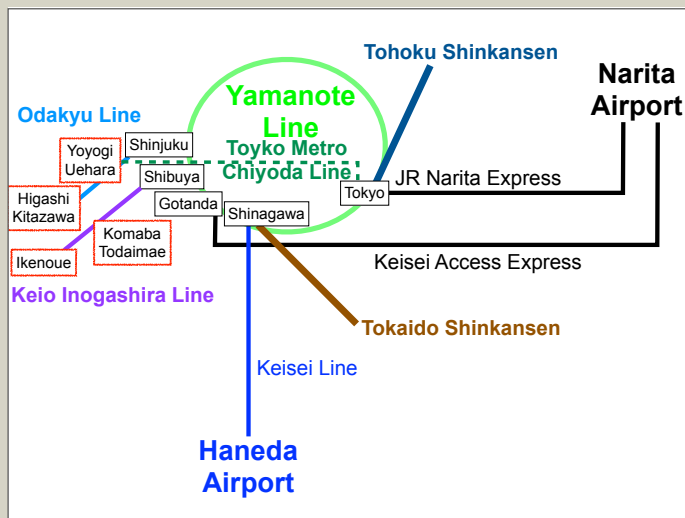 Tohoku Shinkansen
Narita
Airport
Yamanote
Line
Odakyu Line
Toyko Metro
Chiyoda Line
Shinjuku
Yoyogi
Uehara
Shibuya
Tokyo
JR Narita Express
Higashi
Kitazawa
Gotanda
Shinagawa
Komaba
Todaimae
Ikenoue
Keisei Access Express
Keio Inogashira Line
Tokaido Shinkansen
Keisei Line
Haneda
Airport